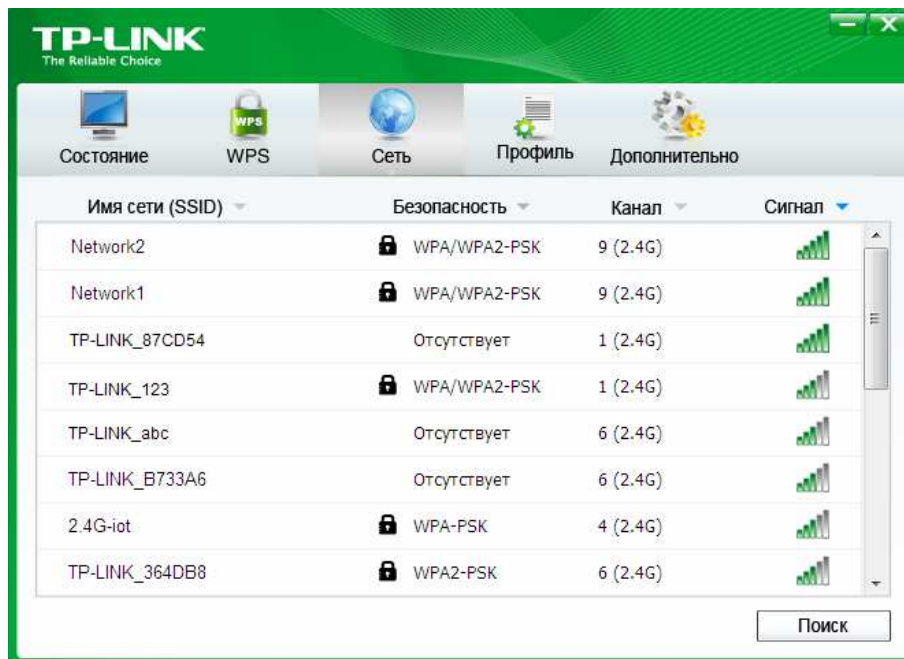 TP-LINK
The Reliable Choice
WPS
Состояние WPS Сеть Профиль Дополнительно
Имя сети (SSID) Безопасность Канал Сигнал
Network2 WPA/WPA2-PSK 9 (2.4G)
Network1 WPA/WPA2-PSK 9 (2.4G)
TP-LINK_87CD54 Отсутствует 1 (2.4G)
TP-LINK_123 WPA/WPA2-PSK 1 (2.4G)
TP-LINK_abc Отсутствует 6 (2.4G)
TP-LINK_B733A6 Отсутствует 6 (2.4G)
2.4G-iot WPA-PSK 4 (2.4G)
TP-LINK_364DB8 WPA2-PSK 6 (2.4G)
Поиск